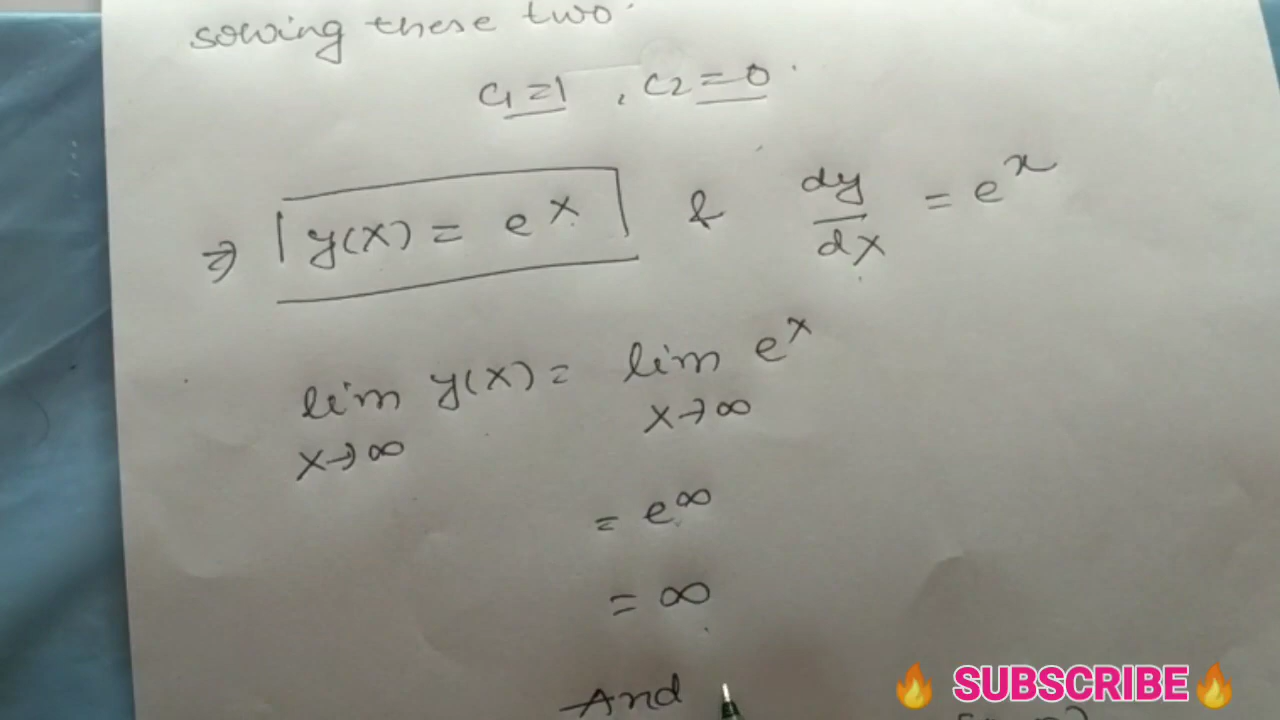 solving these two
C1 = 1 , C2 = 0 .
⇒ y(x) = e^x & dy/dx = e^x
lim x→∞ y(x) = lim x→∞ e^x
= e^∞
= ∞
And
🔥 SUBSCRIBE 🔥